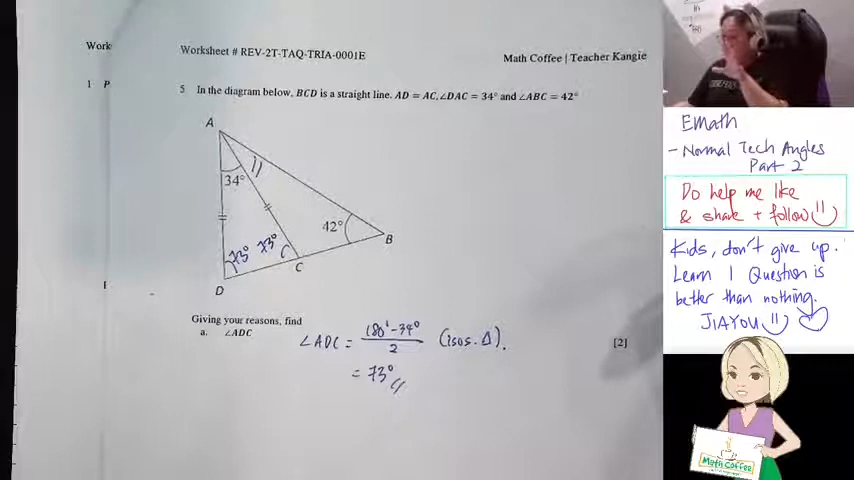 Work
Worksheet # REV-2T-TAQ-TRIA-0001E
Math Coffee | Teacher Kangie
1 P
5 In the diagram below, BCD is a straight line. AD = AC, ∠DAC = 34° and ∠ABC = 42°
A
34°
42°
B
73° 73°
C
D
Giving your reasons, find
a. ∠ADC
∠ADC = 180° - 34° / 2 (isos. Δ).
= 73°
[2]
EMath
- Normal Tech Angles
Part 2
Do help me like
& share + follow
Kids, don't give up.
Learn 1 Question is
better than nothing.
JIAYOU
Math Coffee